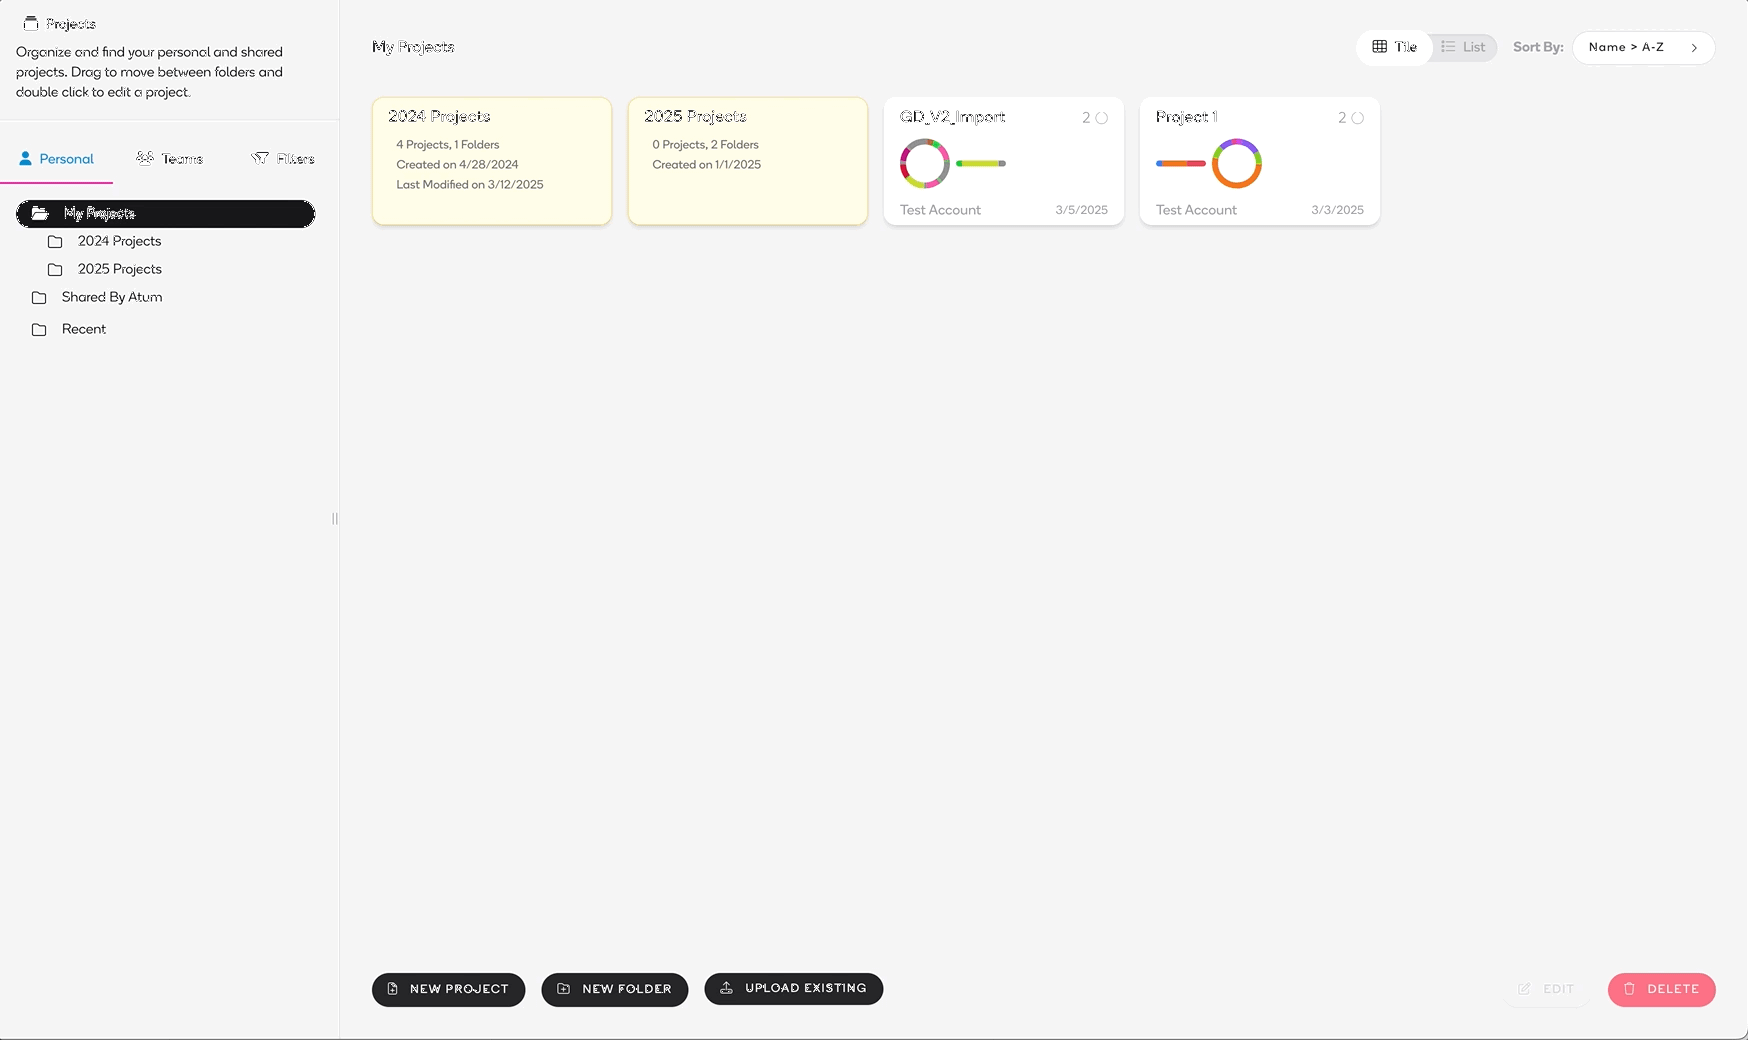 Projects
Organize and find your personal and shared
projects. Drag to move between folders and
double click to edit a project.
Personal
Teams
Filters
My Projects
2024 Projects
2025 Projects
Shared By Atum
Recent
My Projects
Tile
List
Sort By:
Name > A-Z
2024 Projects
4 Projects, 1 Folders
Created on 4/28/2024
Last Modified on 3/12/2025
2025 Projects
0 Projects, 2 Folders
Created on 1/1/2025
GD_V2_Import
2
Test Account
3/5/2025
Project 1
2
Test Account
3/3/2025
NEW PROJECT
NEW FOLDER
UPLOAD EXISTING
EDIT
DELETE